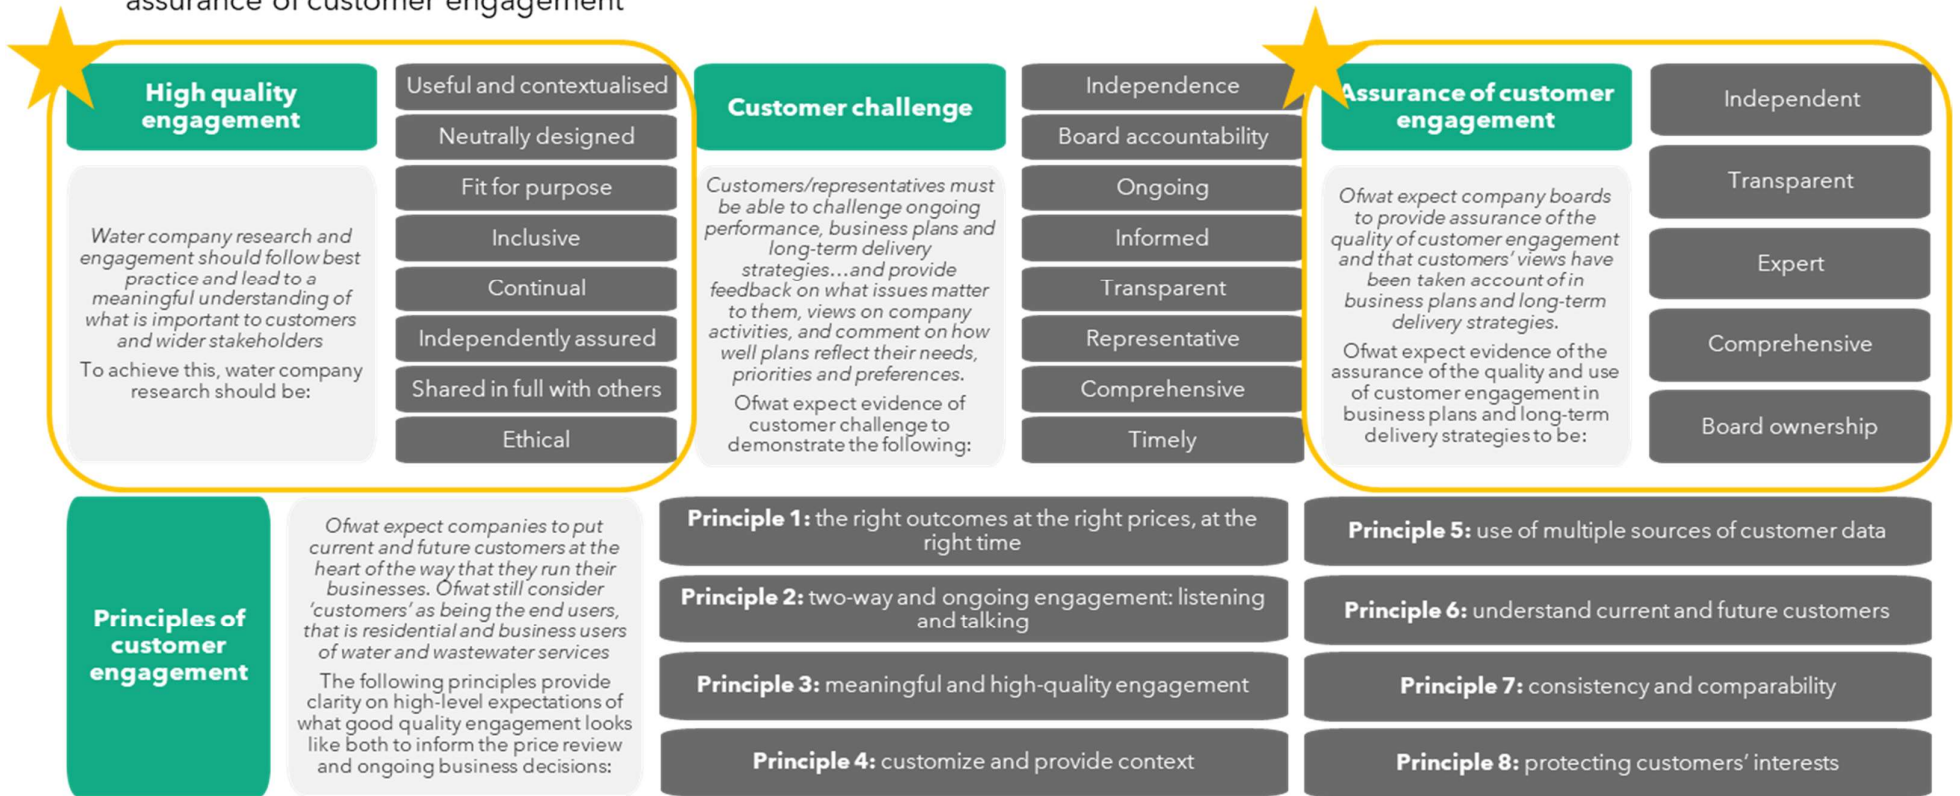 assurance of customer engagement
High quality
engagement
Water company research and
engagement should follow best
practice and lead to a
meaningful understanding of
what is important to customers
and wider stakeholders
To achieve this, water company
research should be:
Useful and contextualised
Neutrally designed
Fit for purpose
Inclusive
Continual
Independently assured
Shared in full with others
Ethical
Customer challenge
Customers/representatives must
be able to challenge ongoing
performance, business plans and
long-term delivery
strategies...and provide
feedback on what issues matter
to them, views on company
activities, and comment on how
well plans reflect their needs,
priorities and preferences.
Ofwat expect evidence of
customer challenge to
demonstrate the following:
Independence
Board accountability
Ongoing
Informed
Transparent
Representative
Comprehensive
Timely
Assurance of customer
engagement
Ofwat expect company boards
to provide assurance of the
quality of customer engagement
and that customers' views have
been taken account of in
business plans and long-term
delivery strategies.
Ofwat expect evidence of the
assurance of the quality and use
of customer engagement in
business plans and long-term
delivery strategies to be:
Independent
Transparent
Expert
Comprehensive
Board ownership
Principles of
customer
engagement
Ofwat expect companies to put
current and future customers at the
heart of the way that they run their
businesses. Ofwat still consider
'customers' as being the end users,
that is residential and business users
of water and wastewater services
The following principles provide
clarity on high-level expectations of
what good quality engagement looks
like both to inform the price review
and ongoing business decisions:
Principle 1: the right outcomes at the right prices, at the
right time
Principle 2: two-way and ongoing engagement: listening
and talking
Principle 3: meaningful and high-quality engagement
Principle 4: customize and provide context
Principle 5: use of multiple sources of customer data
Principle 6: understand current and future customers
Principle 7: consistency and comparability
Principle 8: protecting customers' interests